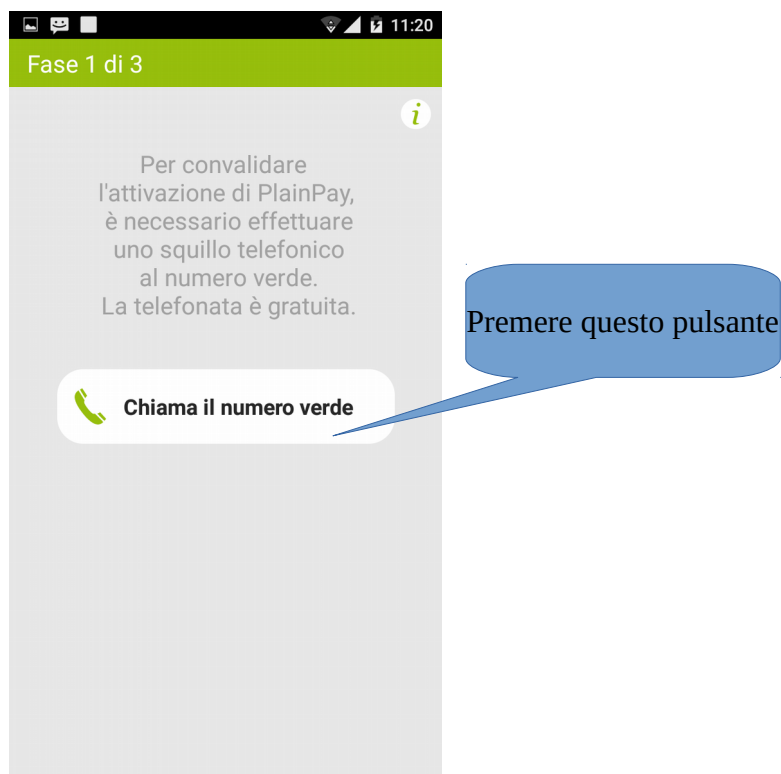 11:20
Fase 1 di 3
i
Per convalidare
l'attivazione di PlainPay,
è necessario effettuare
uno squillo telefonico
al numero verde.
La telefonata è gratuita.
Premere questo pulsante
Chiama il numero verde